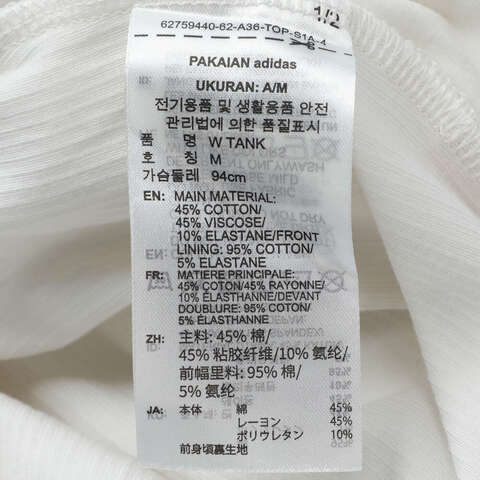 1/2
62759440-62-A36-TOP-S1A-4
PAKAIAN adidas
UKURAN: A/M
전기용품 및 생활용품 안전
관리법에 의한 품질표시
품 명 W TANK
호 칭 M
가슴둘레 94cm
EN: MAIN MATERIAL:
45% COTTON/
45% VISCOSE/
10% ELASTANE/FRONT
LINING: 95% COTTON/
5% ELASTANE
FR: MATIERE PRINCIPALE:
45% COTON/45% RAYONNE/
10% ÉLASTHANNE/DEVANT
DOUBLURE: 95% COTON/
5% ÉLASTHANNE
ZH: 主料: 45% 棉/
45% 粘胶纤维/10% 氨纶/
前幅里料: 95% 棉/
5% 氨纶
JA: 本体 綿 45%
レーヨン 45%
ポリウレタン 10%
前身頃裏生地